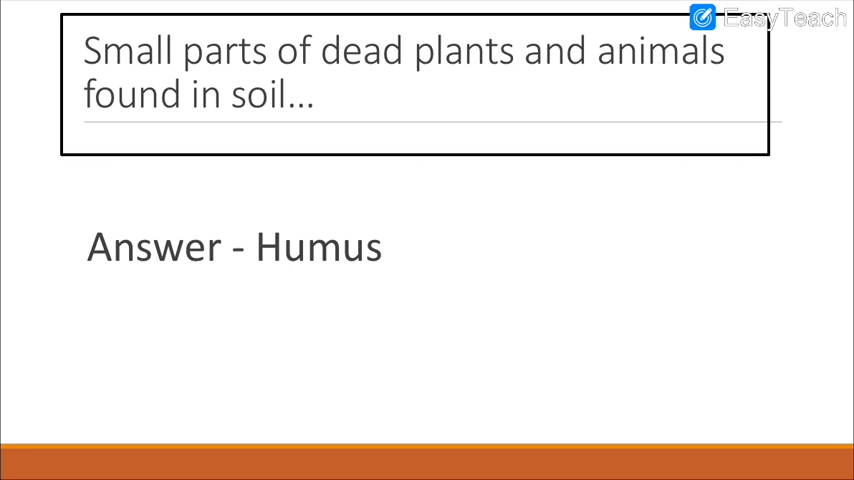 EasyTeach
Small parts of dead plants and animals
found in soil...
Answer - Humus